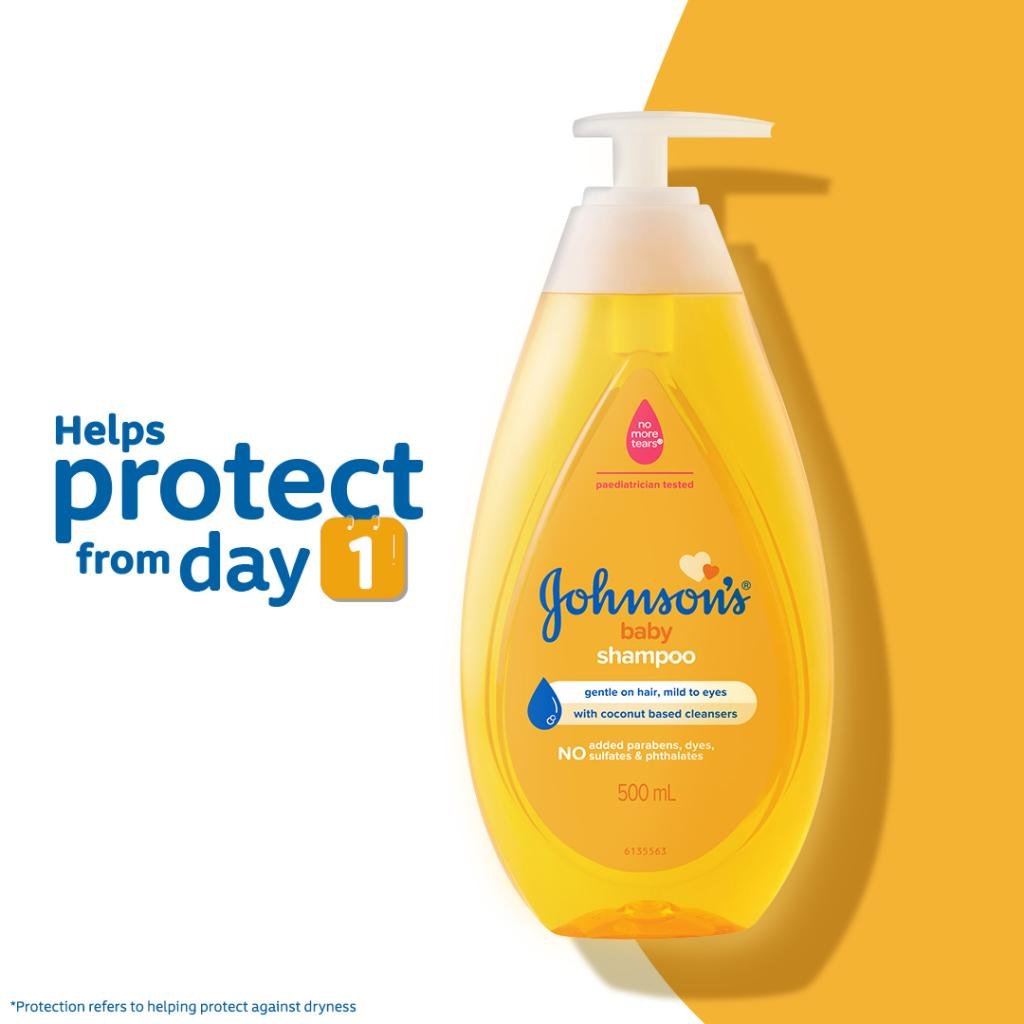 Helps
protect
from day 1
no
more
tears®
paediatrician tested
Johnson's®
baby
shampoo
gentle on hair, mild to eyes
with coconut based cleansers
NO added parabens, dyes,
sulfates & phthalates
500 mL
6135563
*Protection refers to helping protect against dryness